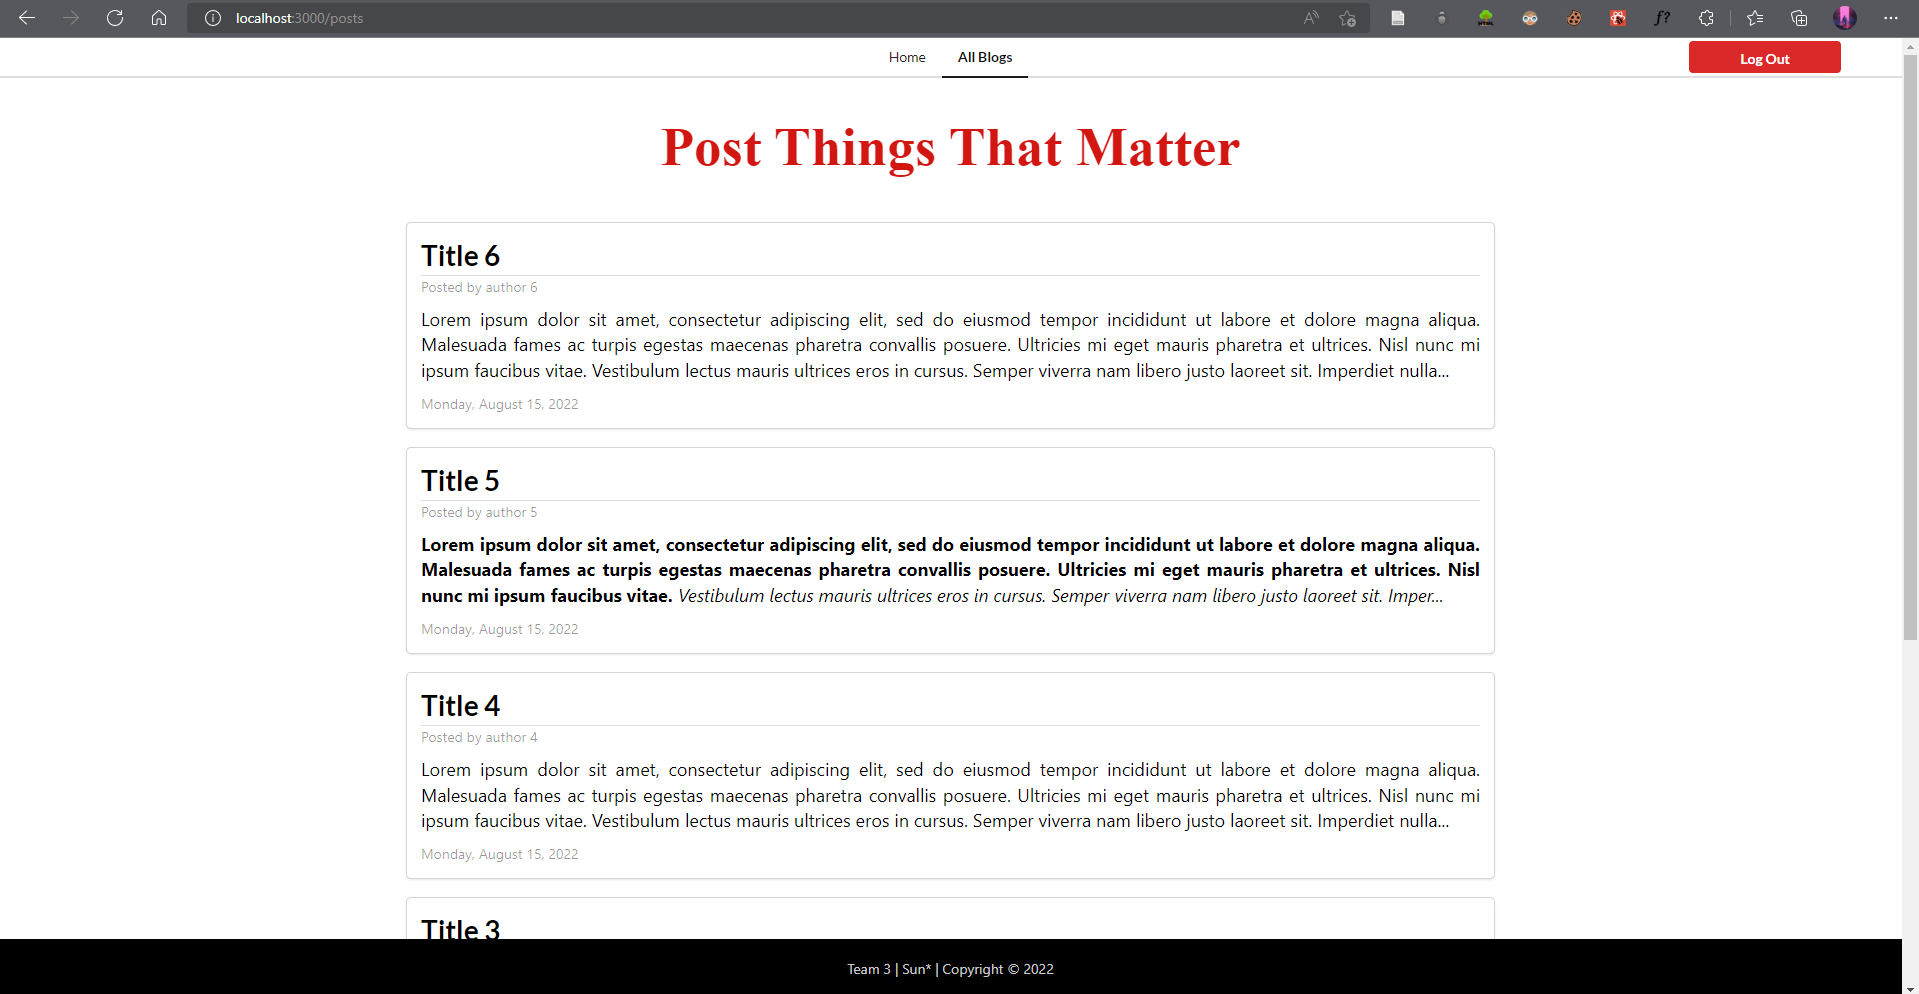 localhost:3000/posts
Home
All Blogs
Log Out
Post Things That Matter
Title 6
Posted by author 6
Lorem ipsum dolor sit amet, consectetur adipiscing elit, sed do eiusmod tempor incididunt ut labore et dolore magna aliqua.
Malesuada fames ac turpis egestas maecenas pharetra convallis posuere. Ultricies mi eget mauris pharetra et ultrices. Nisl nunc mi
ipsum faucibus vitae. Vestibulum lectus mauris ultrices eros in cursus. Semper viverra nam libero justo laoreet sit. Imperdiet nulla...
Monday, August 15, 2022
Title 5
Posted by author 5
Lorem ipsum dolor sit amet, consectetur adipiscing elit, sed do eiusmod tempor incididunt ut labore et dolore magna aliqua.
Malesuada fames ac turpis egestas maecenas pharetra convallis posuere. Ultricies mi eget mauris pharetra et ultrices. Nisl
nunc mi ipsum faucibus vitae. Vestibulum lectus mauris ultrices eros in cursus. Semper viverra nam libero justo laoreet sit. Imper...
Monday, August 15, 2022
Title 4
Posted by author 4
Lorem ipsum dolor sit amet, consectetur adipiscing elit, sed do eiusmod tempor incididunt ut labore et dolore magna aliqua.
Malesuada fames ac turpis egestas maecenas pharetra convallis posuere. Ultricies mi eget mauris pharetra et ultrices. Nisl nunc mi
ipsum faucibus vitae. Vestibulum lectus mauris ultrices eros in cursus. Semper viverra nam libero justo laoreet sit. Imperdiet nulla...
Monday, August 15, 2022
Title 3
Team 3 | Sun* | Copyright © 2022